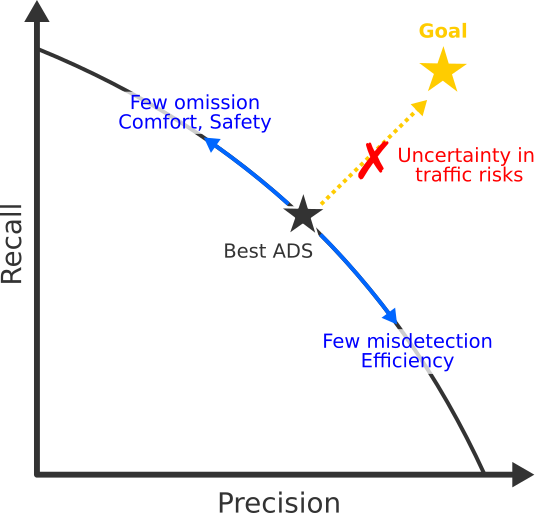 Goal
Few omission
Comfort, Safety
Uncertainty in
traffic risks
Recall
Best ADS
Few misdetection
Efficiency
Precision